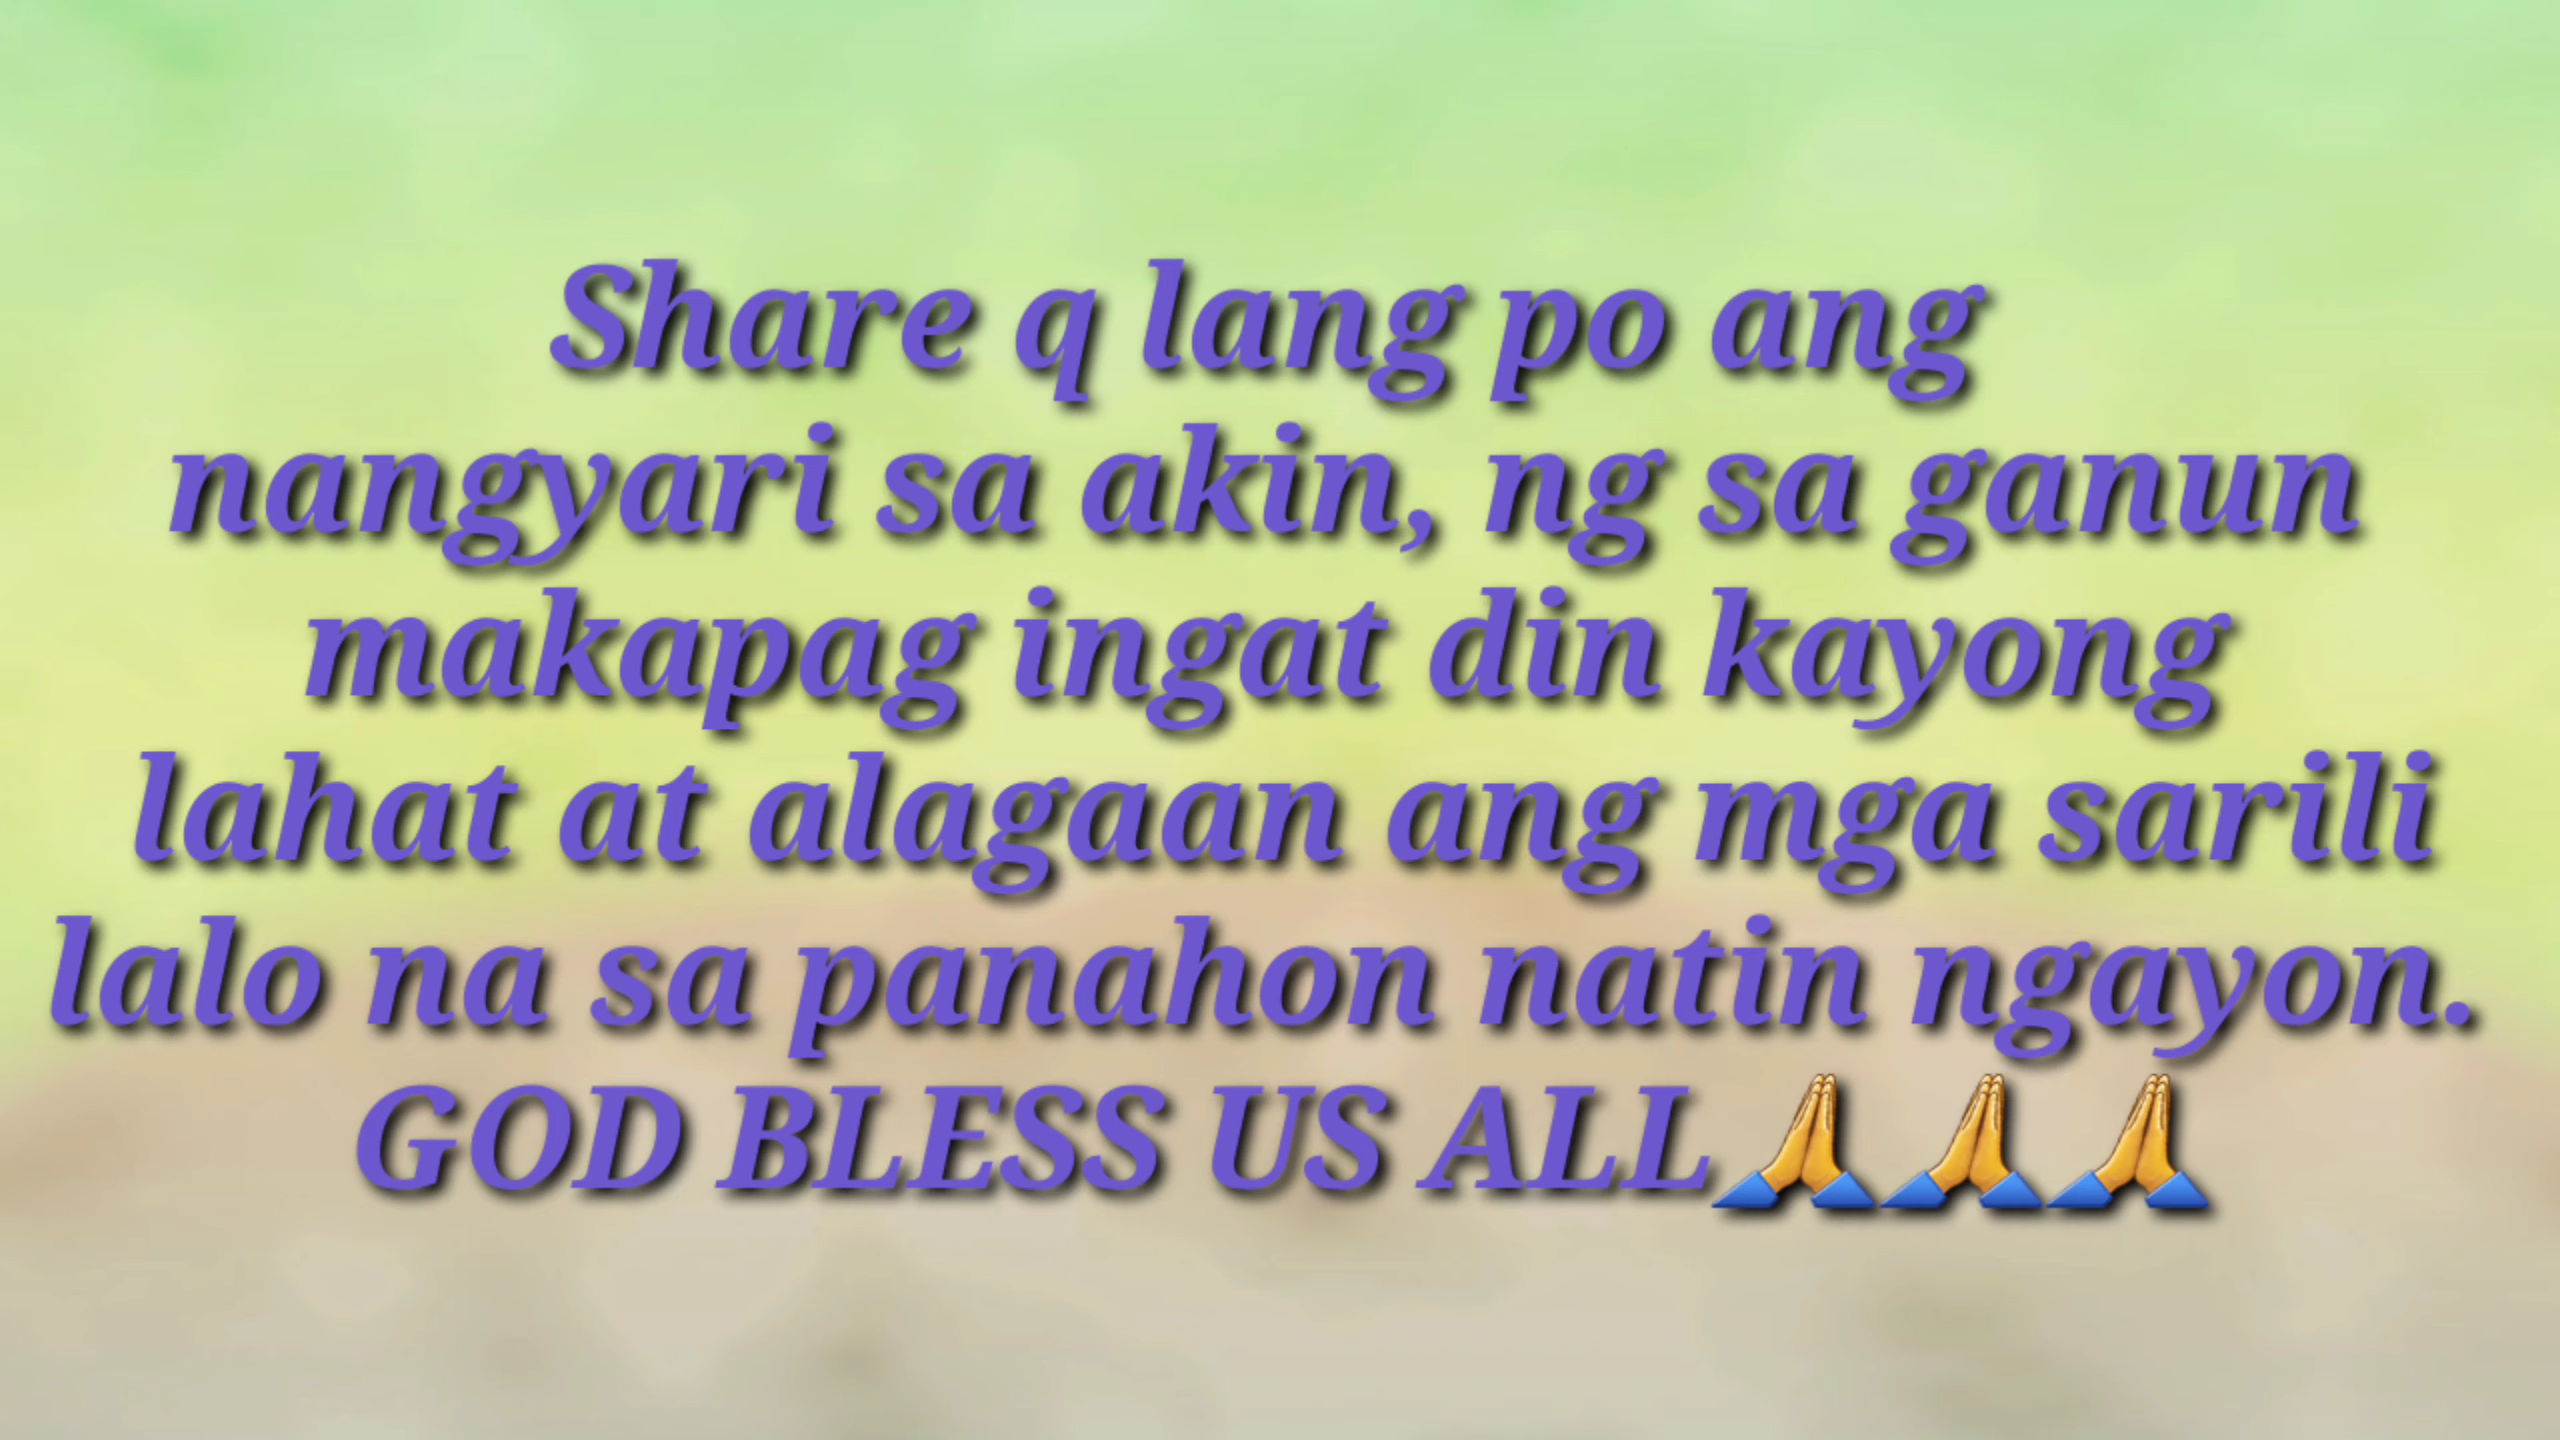 Share q lang po ang
nangyari sa akin, ng sa ganun
makapag ingat din kayong
lahat at alagaan ang mga sarili
lalo na sa panahon natin ngayon.
GOD BLESS US ALL🙏🙏🙏